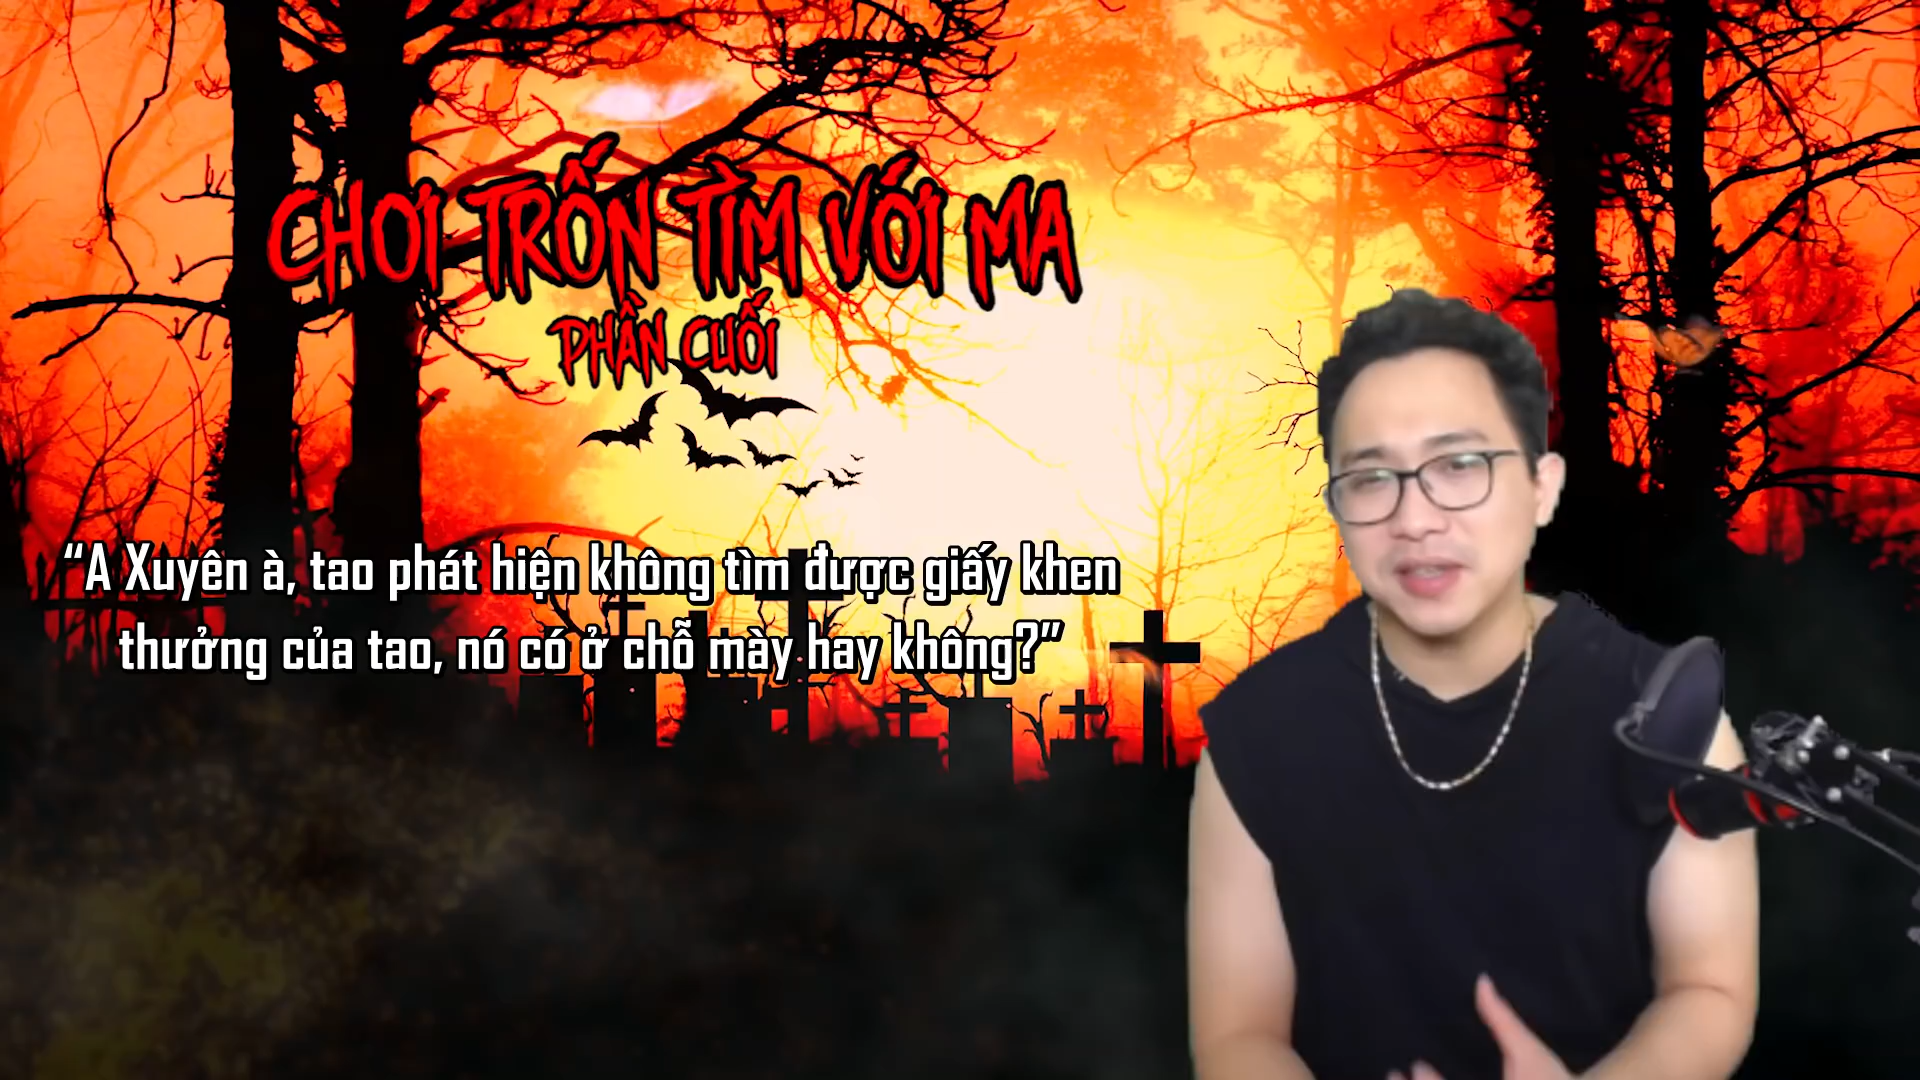 CHƠI TRỐN TÌM VỚI MA
PHẦN CUỐI
“A Xuyên à, tao phát hiện không tìm được giấy khen
thưởng của tao, nó có ở chỗ mày hay không?”